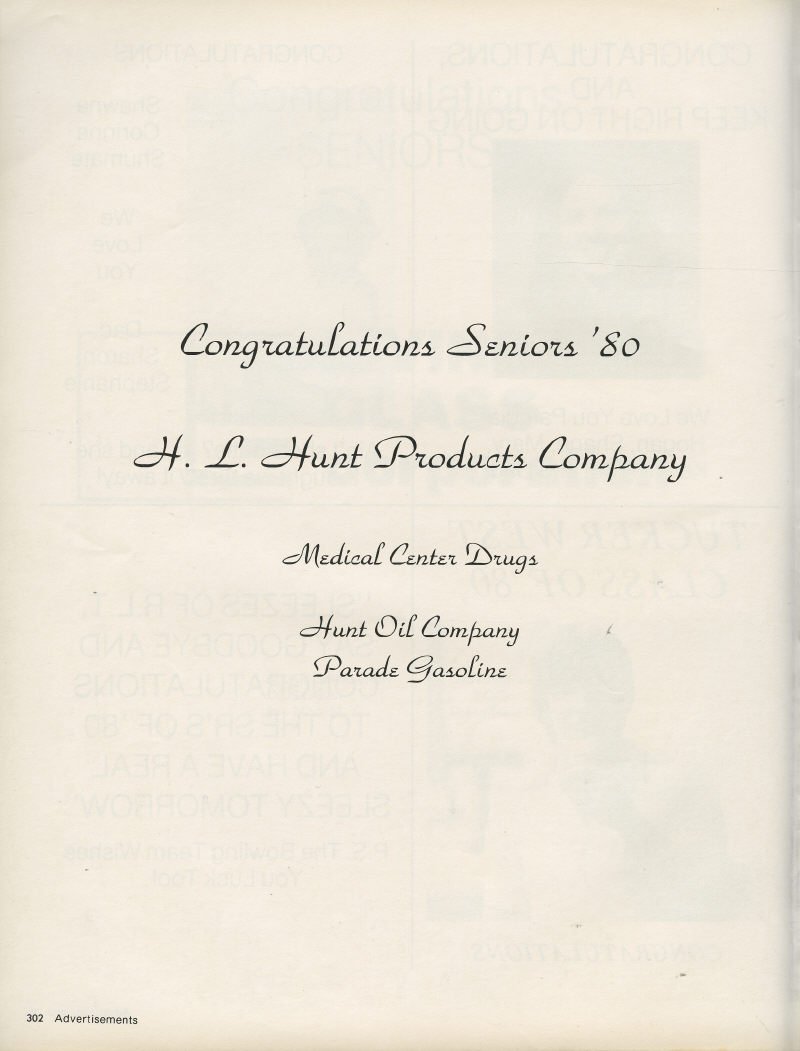 Congratulations Seniors '80
H. L. Hunt Products Company
Medical Center Drugs
Hunt Oil Company
Parade Gasoline
302 Advertisements